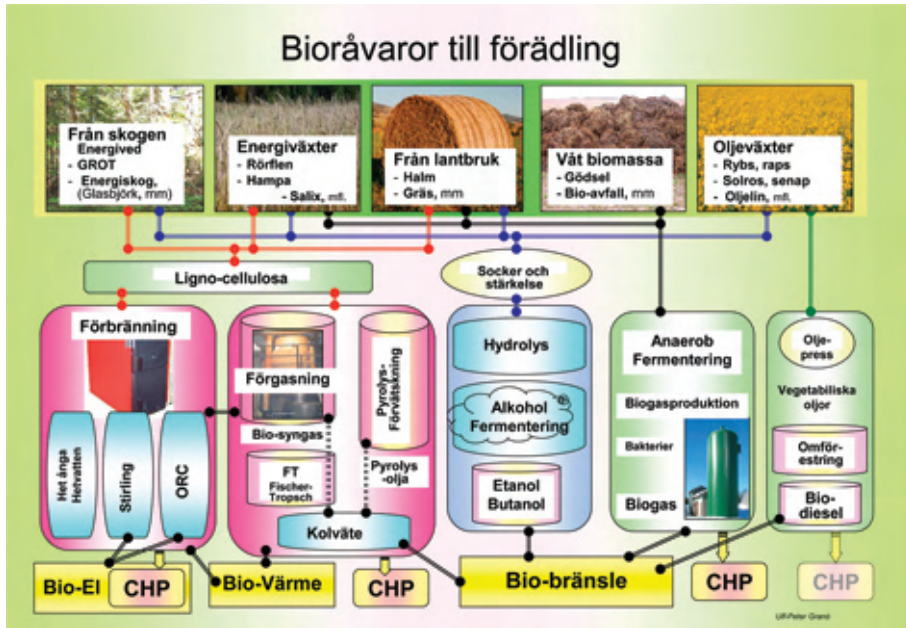 Bioråvaror till förädling
Från skogen
Energived
- GROT
- Energiskog,
(Glasbjörk, mm)
Energiväxter
- Rörflen
- Hampa
- Salix, mfl.
Från lantbruk
- Halm
- Gräs, mm
Våt biomassa
- Gödsel
- Bio-avfall, mm
Oljeväxter
- Rybs, raps
- Solros, senap
- Oljelin, mfl.
Ligno-cellulosa
Socker och
stärkelse
Förbränning
Het ånga
Hetvatten
Stirling
ORC
Förgasning
Bio-syngas
FT
Fischer-
Tropsch
Pyrolys-
Förvätskning
Pyrolys
-olja
Kolväte
Hydrolys
Alkohol
Fermentering
Etanol
Butanol
Anaerob
Fermentering
Biogasproduktion
Bakterier
Biogas
Olje-
press
Vegetabiliska
oljor
Omför-
estring
Bio-
diesel
Bio-El
CHP
Bio-Värme
CHP
Bio-bränsle
CHP
CHP
Ulf-Peter Granö